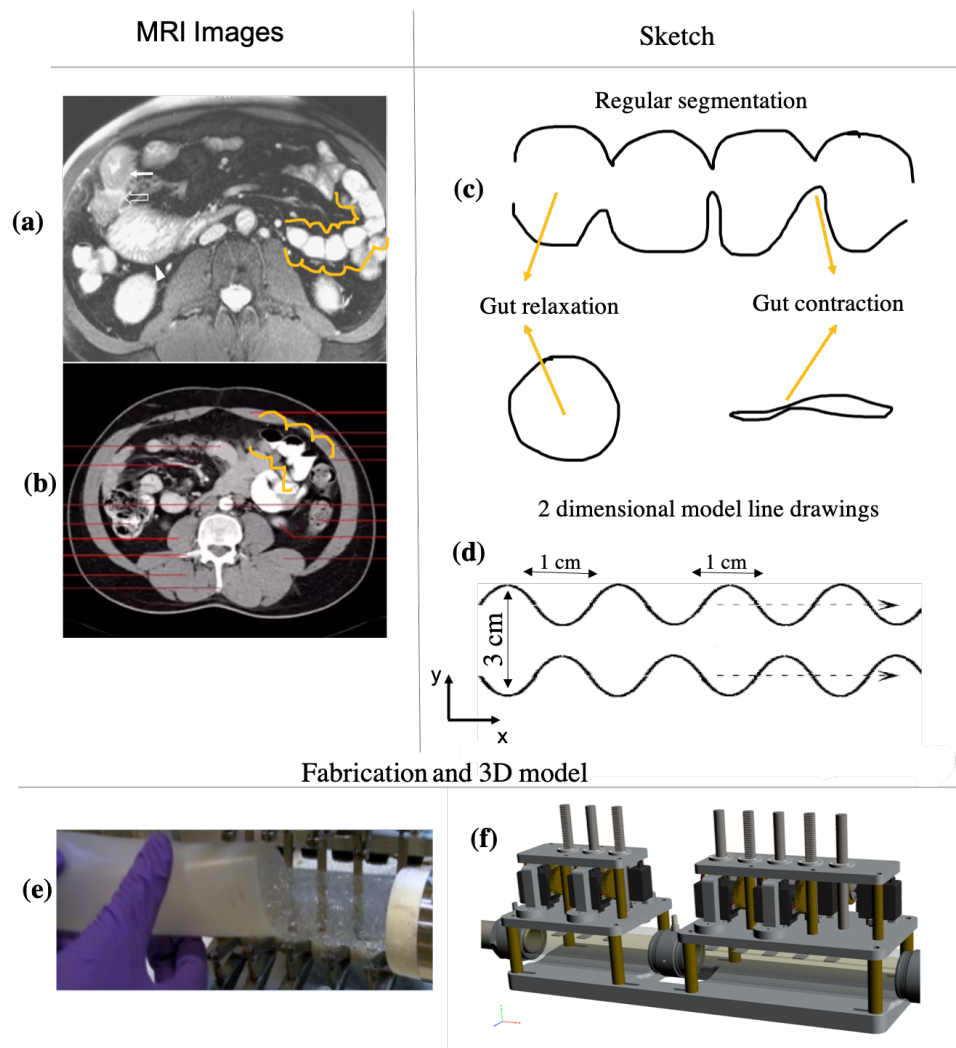 MRI Images
Sketch
(a)
(b)
Regular segmentation
(c)
Gut relaxation
Gut contraction
2 dimensional model line drawings
(d)
1 cm
1 cm
3 cm
y
x
Fabrication and 3D model
(e)
(f)